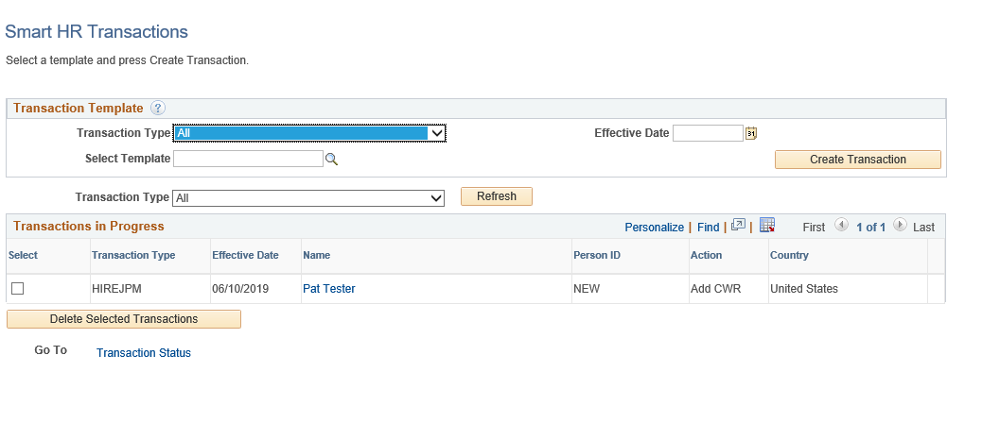 Smart HR Transactions
Select a template and press Create Transaction.
Transaction Template ?
Transaction Type All Effective Date 31
Select Template Create Transaction
Transaction Type All Refresh
Transactions in Progress Personalize | Find | | First 1 of 1 Last
Select Transaction Type Effective Date Name Person ID Action Country
HIREJPM 06/10/2019 Pat Tester NEW Add CWR United States
Delete Selected Transactions
Go To Transaction Status